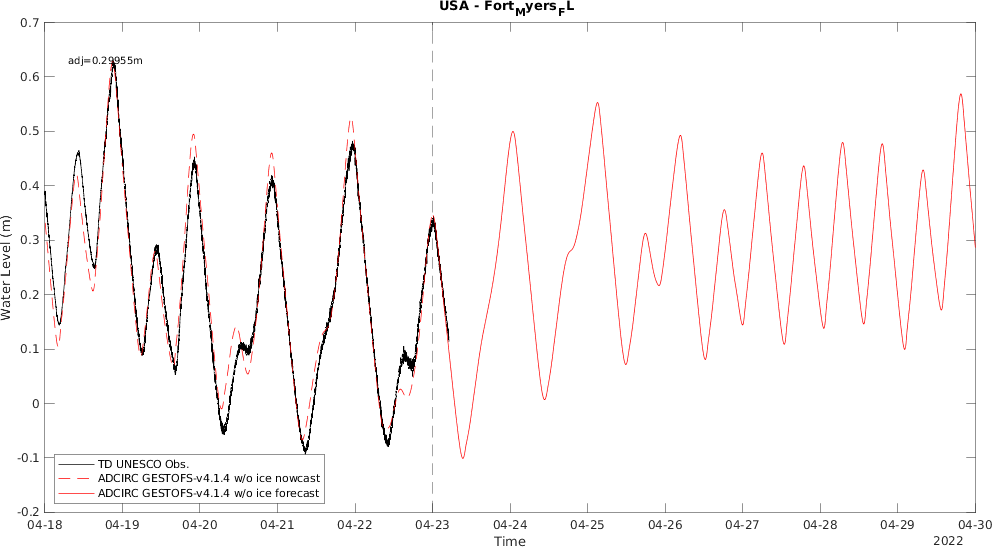 USA - Fort_Myers_FL
0.7
adj=0.29955m
0.6
0.5
0.4
0.3
0.2
0.1
0
-0.1
-0.2
Water Level (m)
TD UNESCO Obs.
ADCIRC GESTOFS-v4.1.4 w/o ice nowcast
ADCIRC GESTOFS-v4.1.4 w/o ice forecast
04-18 04-19 04-20 04-21 04-22 04-23 04-24 04-25 04-26 04-27 04-28 04-29 04-30
Time
2022